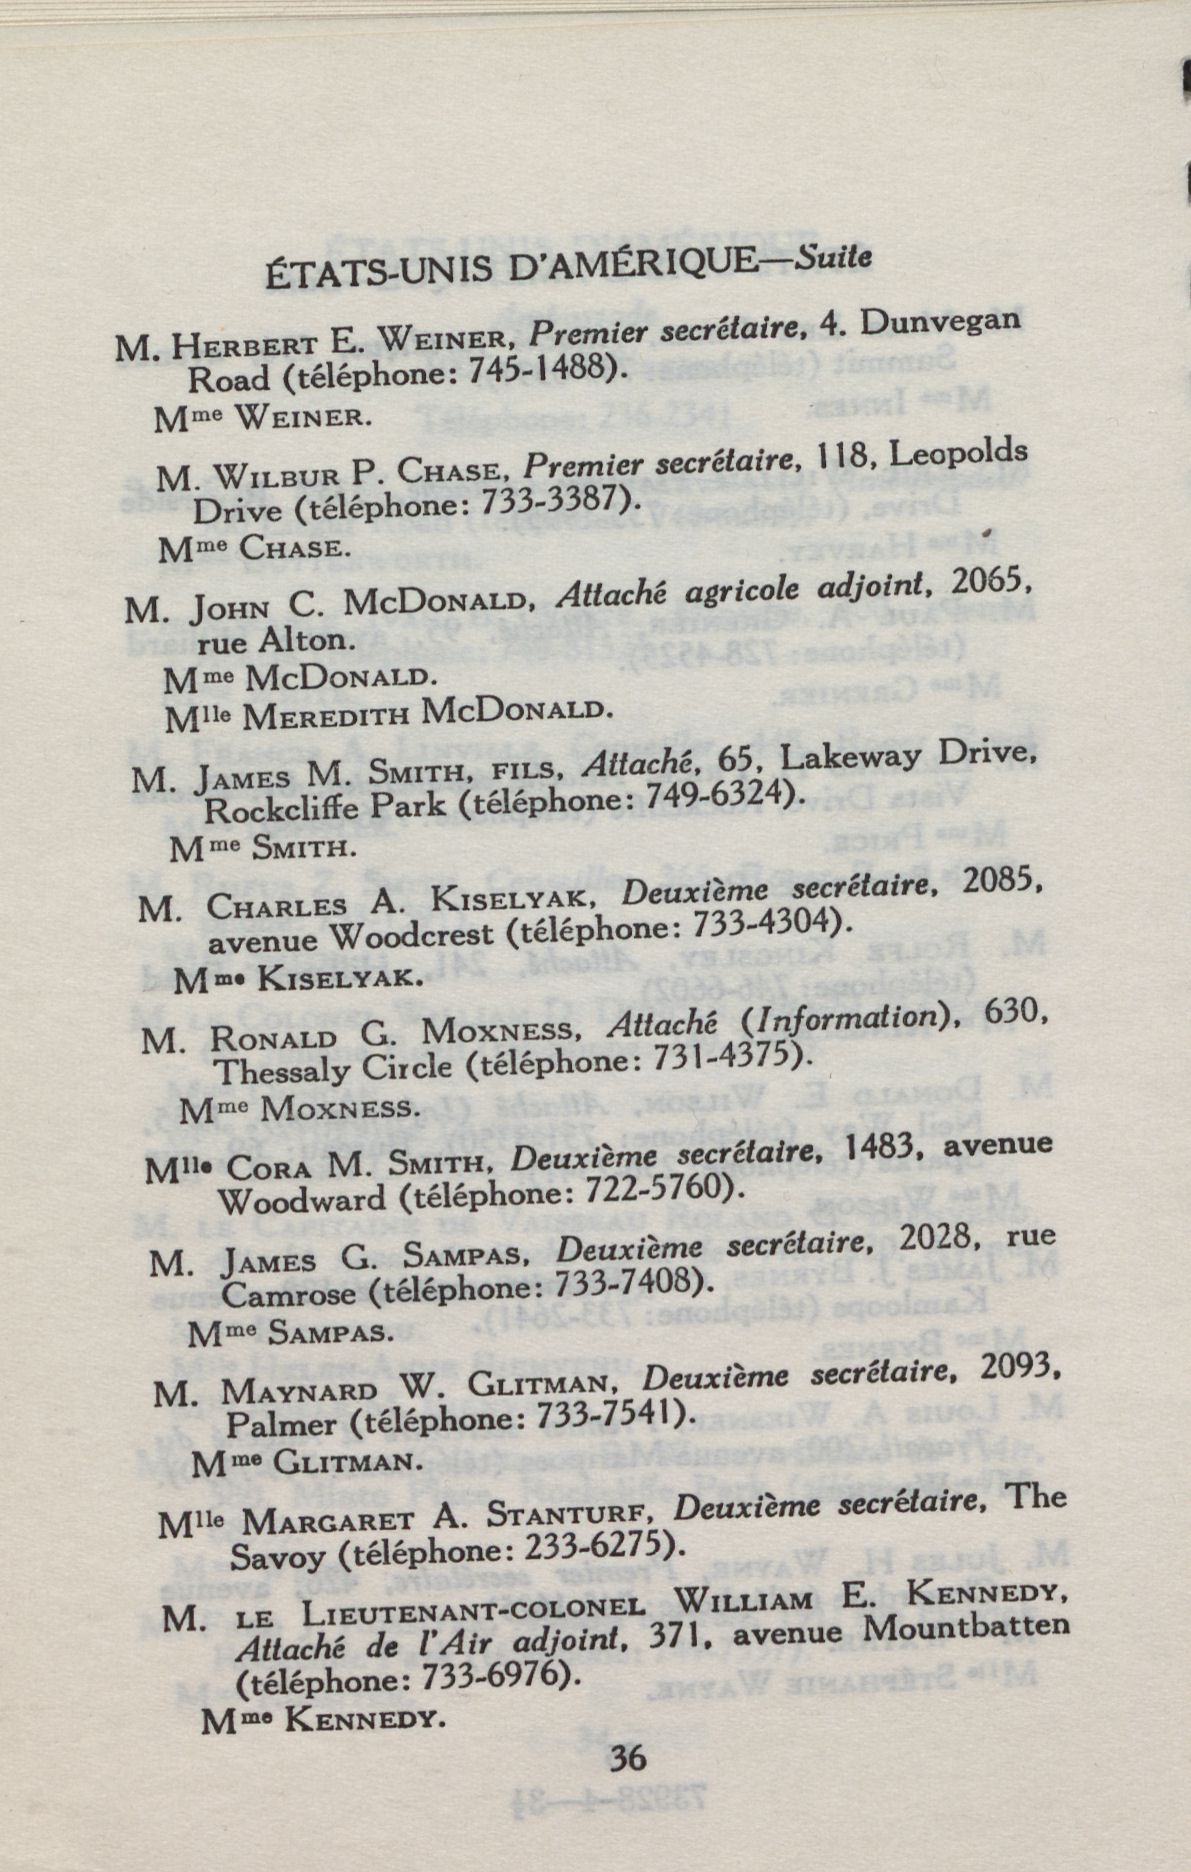 ÉTATS-UNIS D'AMÉRIQUE—Suite
M. HERBERT E. WEINER, Premier secrétaire, 4. Dunvegan
Road (téléphone: 745-1488).
Mme WEINER.
M. WILBUR P. CHASE, Premier secrétaire, 118, Leopolds
Drive (téléphone: 733-3387).
Mme CHASE.
M. JOHN C. MCDONALD, Attaché agricole adjoint, 2065,
rue Alton.
Mme MCDONALD.
Mlle MEREDITH MCDONALD.
M. JAMES M. SMITH, FILS, Attaché, 65, Lakeway Drive,
Rockcliffe Park (téléphone: 749-6324).
Mme SMITH.
M. CHARLES A. KISELYAK, Deuxième secrétaire, 2085,
avenue Woodcrest (téléphone: 733-4304).
Mme KISELYAK.
M. RONALD G. MOXNESS, Attaché (Information), 630,
Thessaly Circle (téléphone: 731-4375).
Mme MOXNESS.
Mlle CORA M. SMITH, Deuxième secrétaire, 1483, avenue
Woodward (téléphone: 722-5760).
M. JAMES G. SAMPAS, Deuxième secrétaire, 2028, rue
Camrose (téléphone: 733-7408).
Mme SAMPAS.
M. MAYNARD W. GLITMAN, Deuxième secrétaire, 2093,
Palmer (téléphone: 733-7541).
Mme GLITMAN.
Mlle MARGARET A. STANTURF, Deuxième secrétaire, The
Savoy (téléphone: 233-6275).
M. LE LIEUTENANT-COLONEL WILLIAM E. KENNEDY,
Attaché de l'Air adjoint, 371, avenue Mountbatten
(téléphone: 733-6976).
Mme KENNEDY.
36